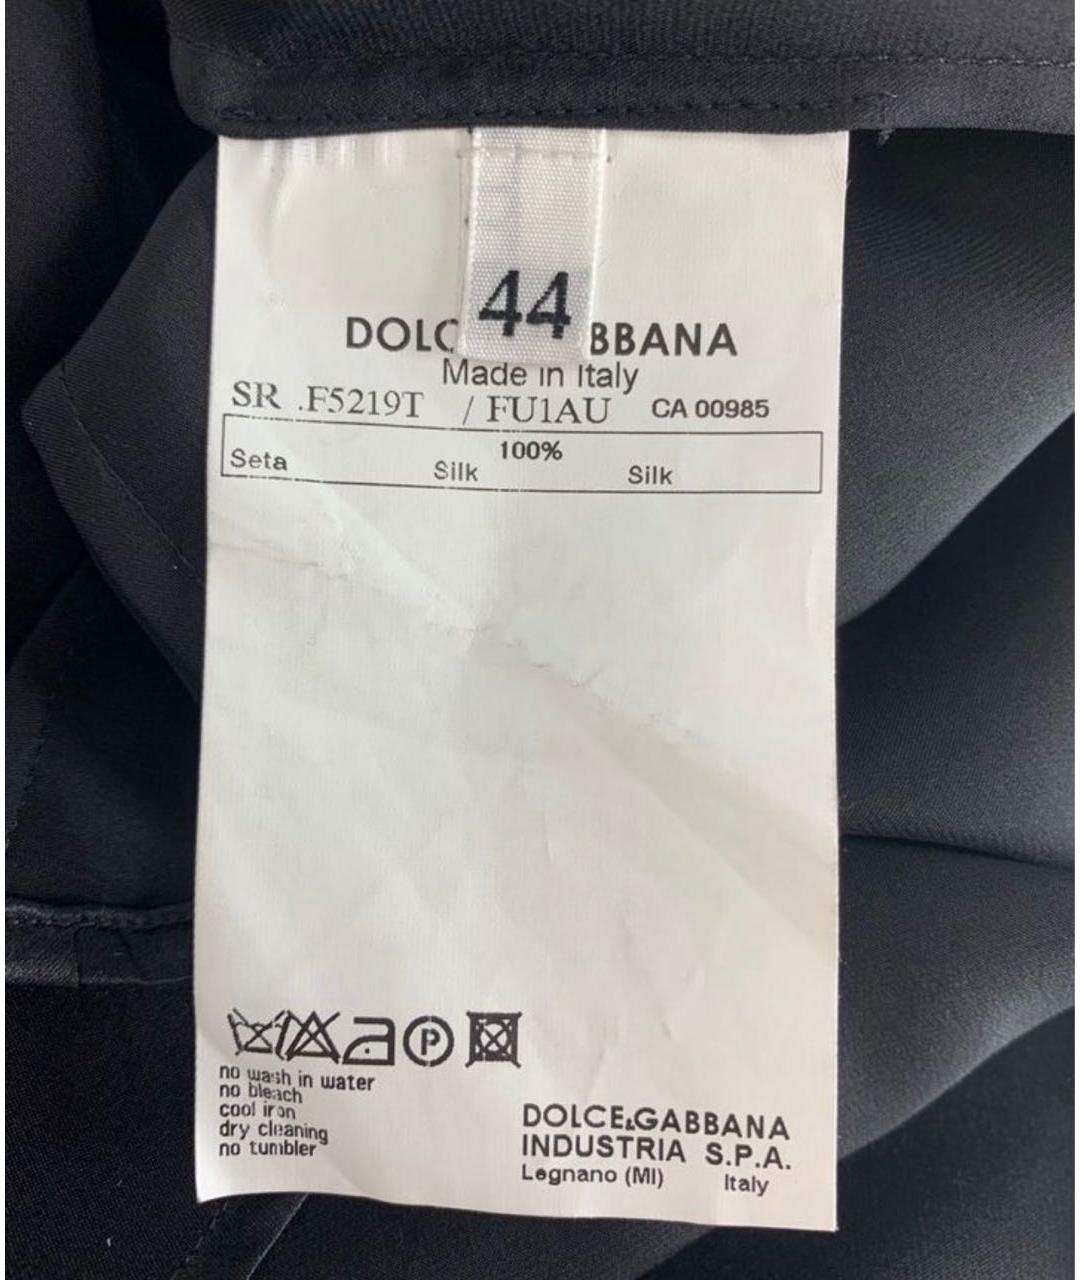 44
DOLC BBANA
Made in Italy
SR .F5219T / FU1AU CA 00985
100%
Seta Silk Silk
P
no wash in water
no bleach
cool iron
dry cleaning
no tumbler
DOLCE&GABBANA
INDUSTRIA S.P.A.
Legnano (MI) Italy